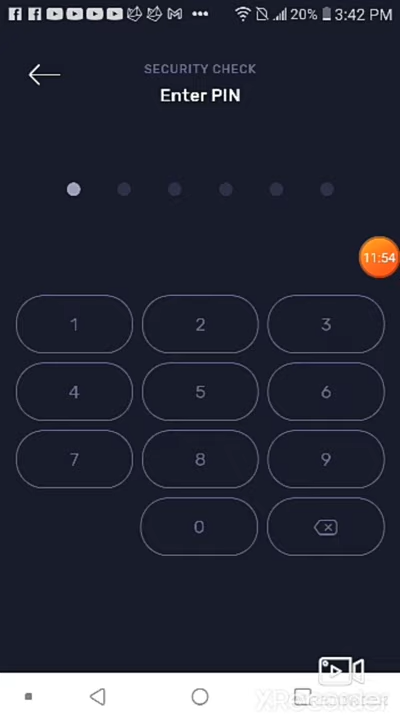 20% 3:42 PM
SECURITY CHECK
Enter PIN
11:54
1 2 3
4 5 6
7 8 9
0
XRecorder